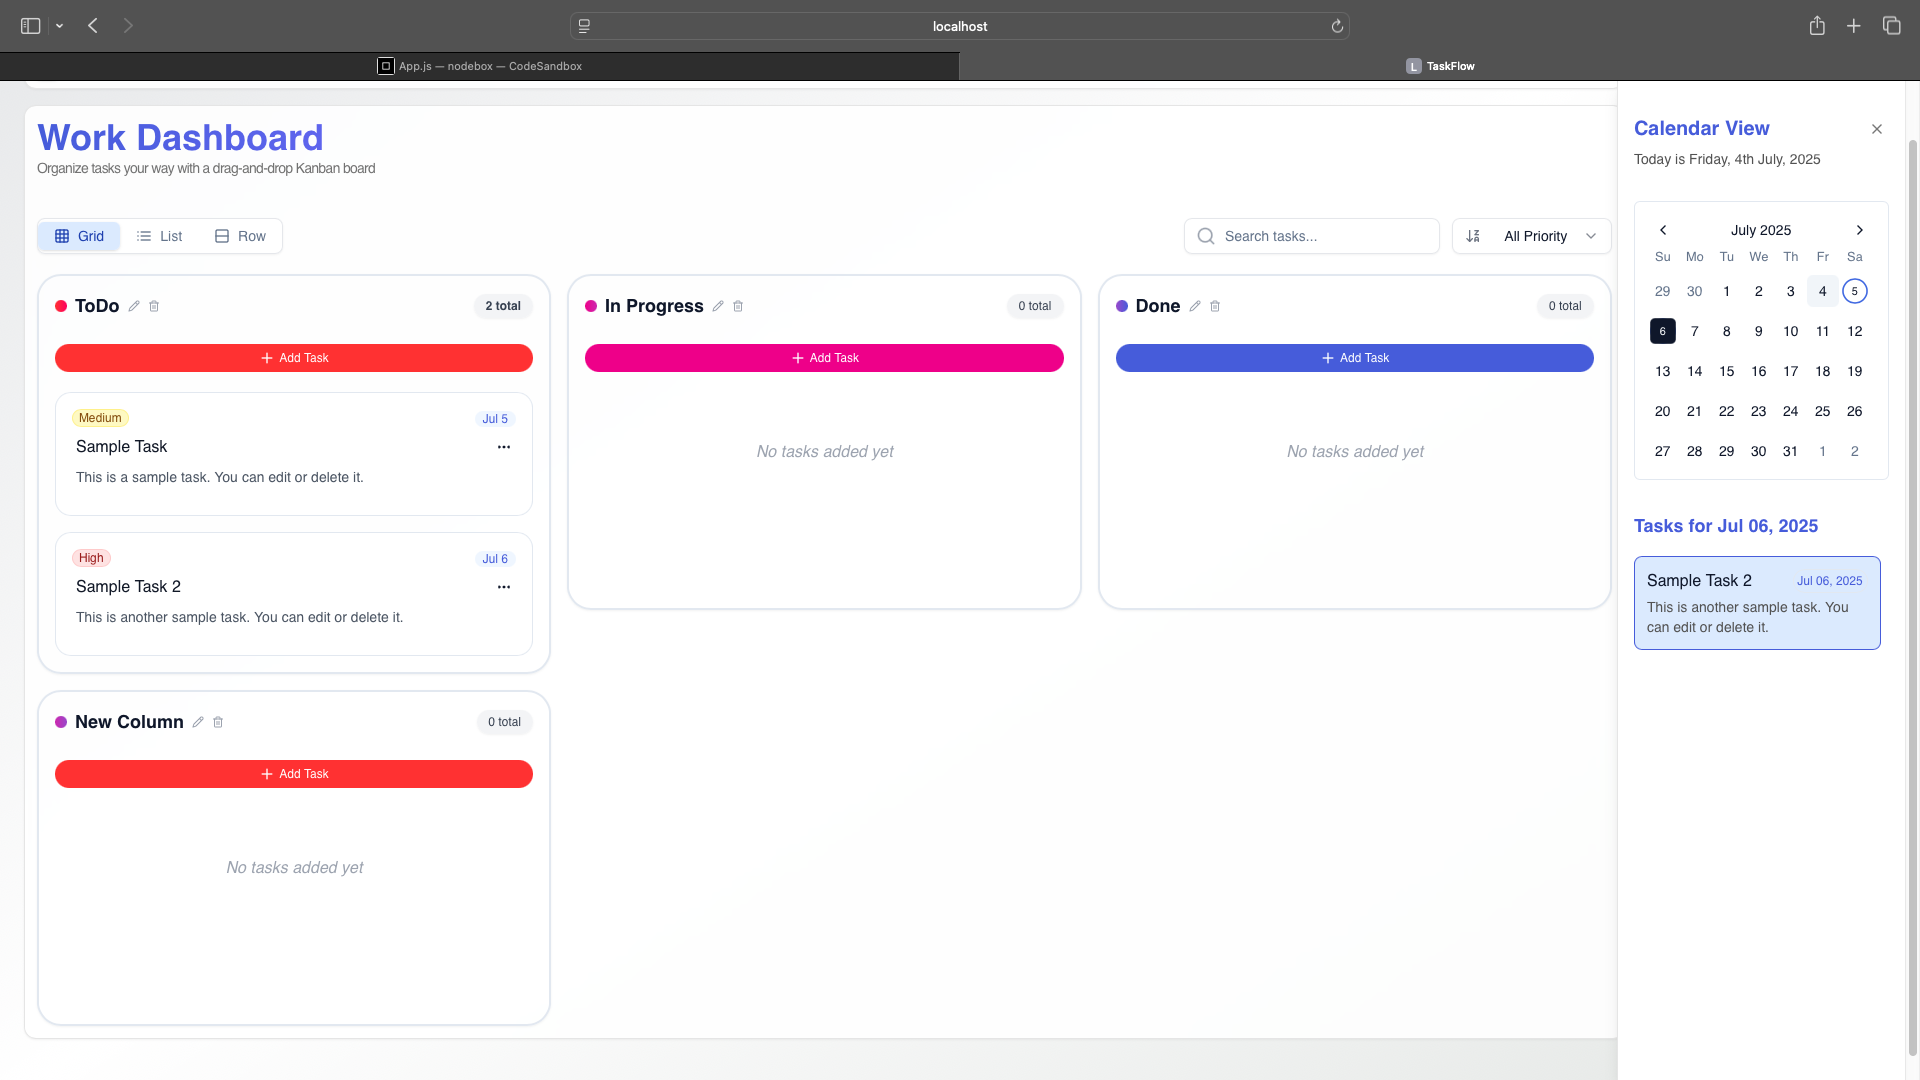 localhost
App.js — nodebox — CodeSandbox
L TaskFlow
Work Dashboard
Organize tasks your way with a drag-and-drop Kanban board
Grid List Row
Search tasks...
All Priority
ToDo
2 total
+ Add Task
Medium
Jul 5
Sample Task
This is a sample task. You can edit or delete it.
High
Jul 6
Sample Task 2
This is another sample task. You can edit or delete it.
In Progress
0 total
+ Add Task
No tasks added yet
Done
0 total
+ Add Task
No tasks added yet
New Column
0 total
+ Add Task
No tasks added yet
Calendar View
Today is Friday, 4th July, 2025
July 2025
Su Mo Tu We Th Fr Sa
29 30 1 2 3 4 5
6 7 8 9 10 11 12
13 14 15 16 17 18 19
20 21 22 23 24 25 26
27 28 29 30 31 1 2
Tasks for Jul 06, 2025
Sample Task 2
Jul 06, 2025
This is another sample task. You
can edit or delete it.